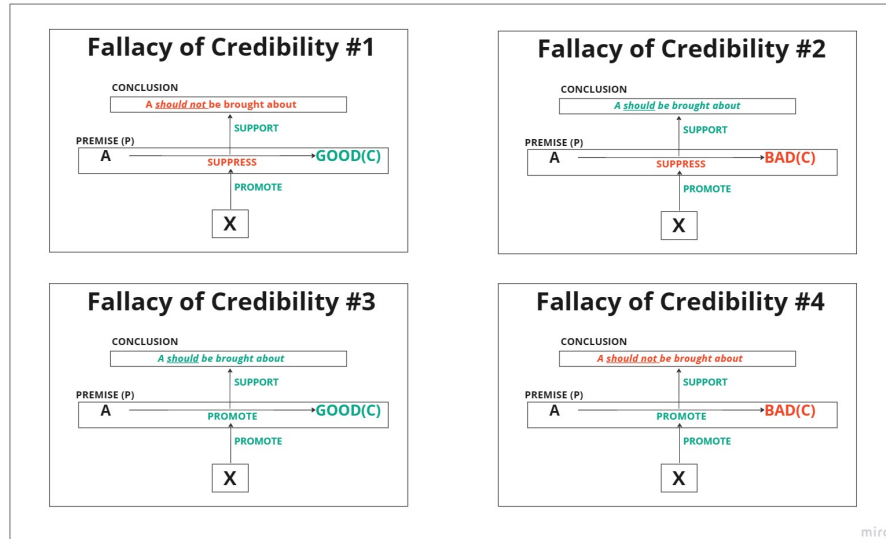 Fallacy of Credibility #1
CONCLUSION
A should not be brought about
SUPPORT
PREMISE (P)
A
SUPPRESS
GOOD(C)
PROMOTE
X
Fallacy of Credibility #2
CONCLUSION
A should be brought about
SUPPORT
PREMISE (P)
A
SUPPRESS
BAD(C)
PROMOTE
X
Fallacy of Credibility #3
CONCLUSION
A should be brought about
SUPPORT
PREMISE (P)
A
PROMOTE
GOOD(C)
PROMOTE
X
Fallacy of Credibility #4
CONCLUSION
A should not be brought about
SUPPORT
PREMISE (P)
A
PROMOTE
BAD(C)
PROMOTE
X